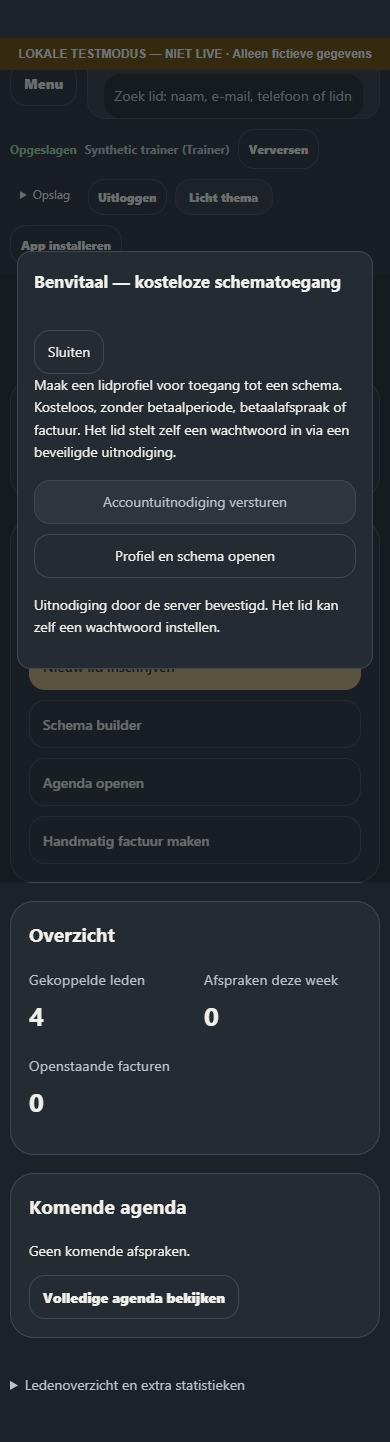 LOKALE TESTMODUS — NIET LIVE · Alleen fictieve gegevens
Menu
Zoek lid: naam, e-mail, telefoon of lidn
Opgeslagen Synthetic trainer (Trainer) Verversen
▶ Opslag Uitloggen Licht thema
App installeren
Benvitaal — kosteloze schematoegang
Sluiten
Maak een lidprofiel voor toegang tot een schema.
Kosteloos, zonder betaalperiode, betaalafspraak of
factuur. Het lid stelt zelf een wachtwoord in via een
beveiligde uitnodiging.
Accountuitnodiging versturen
Profiel en schema openen
Uitnodiging door de server bevestigd. Het lid kan
zelf een wachtwoord instellen.
Nieuw lid inschrijven
Schema builder
Agenda openen
Handmatig factuur maken
Overzicht
Gekoppelde leden Afspraken deze week
4 0
Openstaande facturen
0
Komende agenda
Geen komende afspraken.
Volledige agenda bekijken
▶ Ledenoverzicht en extra statistieken